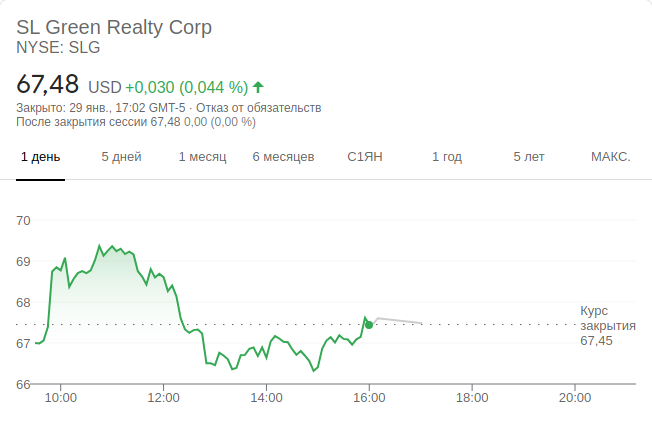 SL Green Realty Corp
NYSE: SLG
67,48 USD +0,030 (0,044 %)
Закрыто: 29 янв., 17:02 GMT-5 · Отказ от обязательств
После закрытия сессии 67,48 0,00 (0,00 %)
1 день 5 дней 1 месяц 6 месяцев С1ЯН 1 год 5 лет МАКС.
70
69
68
67
66
Курс
закрытия
67,45
10:00 12:00 14:00 16:00 18:00 20:00